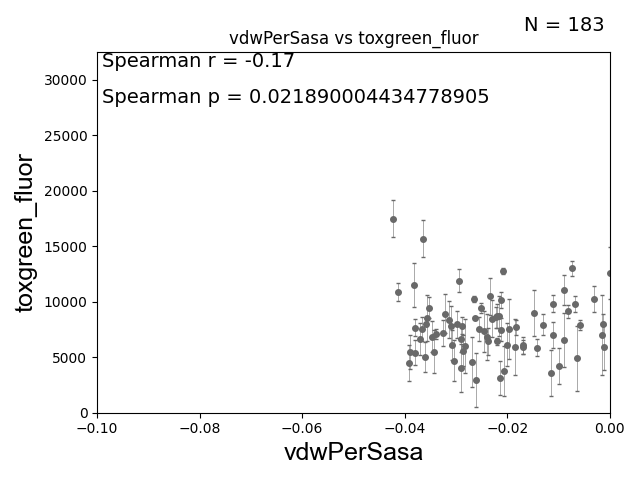 N = 183
vdwPerSasa vs toxgreen_fluor
Spearman r = -0.17
Spearman p = 0.021890004434778905
30000
25000
20000
15000
10000
5000
0
toxgreen_fluor
−0.10 −0.08 −0.06 −0.04 −0.02 0.00
vdwPerSasa